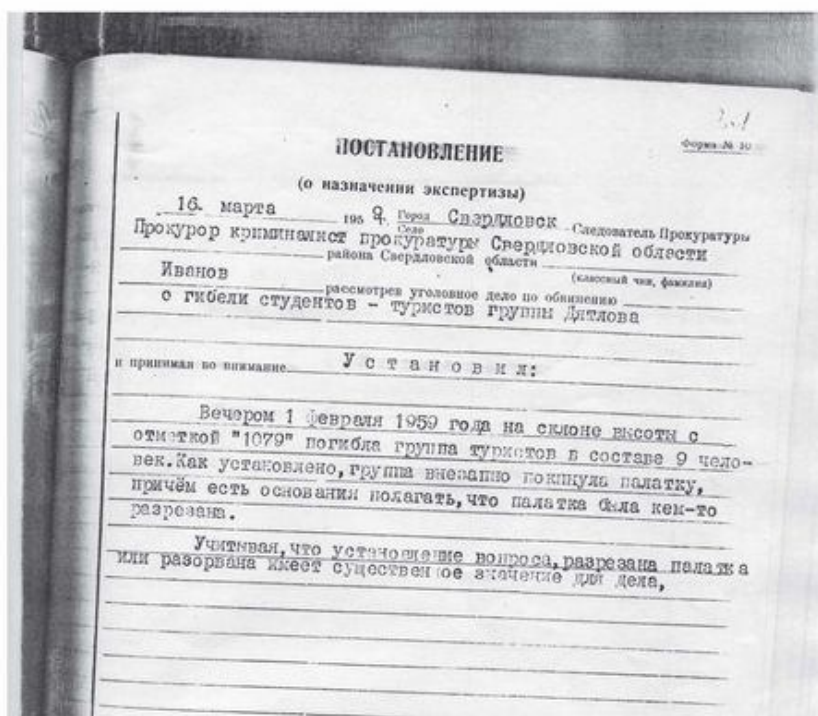 Форма № 10
ПОСТАНОВЛЕНИЕ
(о назначении экспертизы)
16. марта 1959 г. Город Свердловск Следователь Прокуратуры
Село
Прокурор криминалист прокуратуры Свердловской области
района Свердловской области
(классный чин, фамилия)
Иванов рассмотрев уголовное дело по обвинению
о гибели студентов - туристов группы Дятлова
и принимая во внимание Установил:
Вечером 1 февраля 1959 года на склоне высоты с
отметкой "1079" погибла группа туристов в составе 9 чело-
век. Как установлено, группа внезапно покинула палатку,
причём есть основания полагать, что палатка была кем-то
разрезана.
Учитывая, что установление вопроса, разрезана палатка
или разорвана имеет существенное значение для дела,